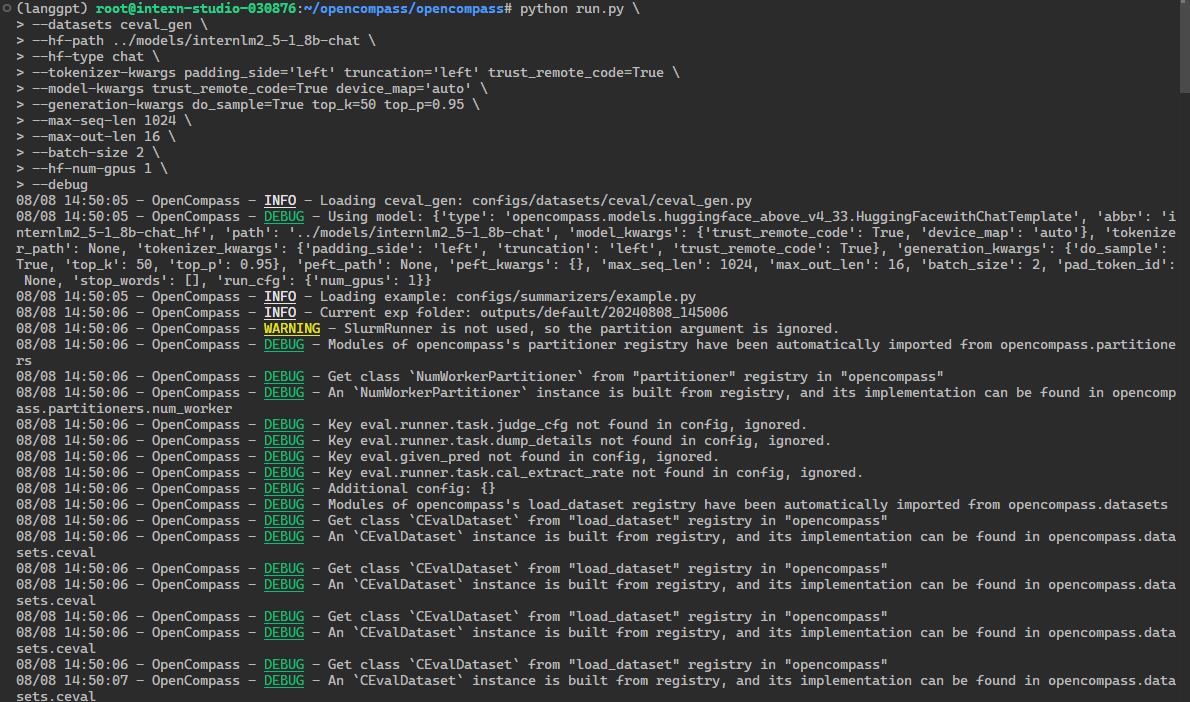 (langgpt) root@intern-studio-030876:~/opencompass/opencompass# python run.py \
> --datasets ceval_gen \
> --hf-path ../models/internlm2_5-1_8b-chat \
> --hf-type chat \
> --tokenizer-kwargs padding_side='left' truncation='left' trust_remote_code=True \
> --model-kwargs trust_remote_code=True device_map='auto' \
> --generation-kwargs do_sample=True top_k=50 top_p=0.95 \
> --max-seq-len 1024 \
> --max-out-len 16 \
> --batch-size 2 \
> --hf-num-gpus 1 \
> --debug
08/08 14:50:05 - OpenCompass - INFO - Loading ceval_gen: configs/datasets/ceval/ceval_gen.py
08/08 14:50:05 - OpenCompass - DEBUG - Using model: {'type': 'opencompass.models.huggingface_above_v4_33.HuggingFacewithChatTemplate', 'abbr': 'i
nternlm2_5-1_8b-chat_hf', 'path': '../models/internlm2_5-1_8b-chat', 'model_kwargs': {'trust_remote_code': True, 'device_map': 'auto'}, 'tokenize
r_path': None, 'tokenizer_kwargs': {'padding_side': 'left', 'truncation': 'left', 'trust_remote_code': True}, 'generation_kwargs': {'do_sample':
True, 'top_k': 50, 'top_p': 0.95}, 'peft_path': None, 'peft_kwargs': {}, 'max_seq_len': 1024, 'max_out_len': 16, 'batch_size': 2, 'pad_token_id':
None, 'stop_words': [], 'run_cfg': {'num_gpus': 1}}
08/08 14:50:05 - OpenCompass - INFO - Loading example: configs/summarizers/example.py
08/08 14:50:06 - OpenCompass - INFO - Current exp folder: outputs/default/20240808_145006
08/08 14:50:06 - OpenCompass - WARNING - SlurmRunner is not used, so the partition argument is ignored.
08/08 14:50:06 - OpenCompass - DEBUG - Modules of opencompass's partitioner registry have been automatically imported from opencompass.partitione
rs
08/08 14:50:06 - OpenCompass - DEBUG - Get class `NumWorkerPartitioner` from "partitioner" registry in "opencompass"
08/08 14:50:06 - OpenCompass - DEBUG - An `NumWorkerPartitioner` instance is built from registry, and its implementation can be found in opencomp
ass.partitioners.num_worker
08/08 14:50:06 - OpenCompass - DEBUG - Key eval.runner.task.judge_cfg not found in config, ignored.
08/08 14:50:06 - OpenCompass - DEBUG - Key eval.runner.task.dump_details not found in config, ignored.
08/08 14:50:06 - OpenCompass - DEBUG - Key eval.given_pred not found in config, ignored.
08/08 14:50:06 - OpenCompass - DEBUG - Key eval.runner.task.cal_extract_rate not found in config, ignored.
08/08 14:50:06 - OpenCompass - DEBUG - Additional config: {}
08/08 14:50:06 - OpenCompass - DEBUG - Modules of opencompass's load_dataset registry have been automatically imported from opencompass.datasets
08/08 14:50:06 - OpenCompass - DEBUG - Get class `CEvalDataset` from "load_dataset" registry in "opencompass"
08/08 14:50:06 - OpenCompass - DEBUG - An `CEvalDataset` instance is built from registry, and its implementation can be found in opencompass.data
sets.ceval
08/08 14:50:06 - OpenCompass - DEBUG - Get class `CEvalDataset` from "load_dataset" registry in "opencompass"
08/08 14:50:06 - OpenCompass - DEBUG - An `CEvalDataset` instance is built from registry, and its implementation can be found in opencompass.data
sets.ceval
08/08 14:50:06 - OpenCompass - DEBUG - Get class `CEvalDataset` from "load_dataset" registry in "opencompass"
08/08 14:50:06 - OpenCompass - DEBUG - An `CEvalDataset` instance is built from registry, and its implementation can be found in opencompass.data
sets.ceval
08/08 14:50:06 - OpenCompass - DEBUG - Get class `CEvalDataset` from "load_dataset" registry in "opencompass"
08/08 14:50:07 - OpenCompass - DEBUG - An `CEvalDataset` instance is built from registry, and its implementation can be found in opencompass.data
sets.ceval